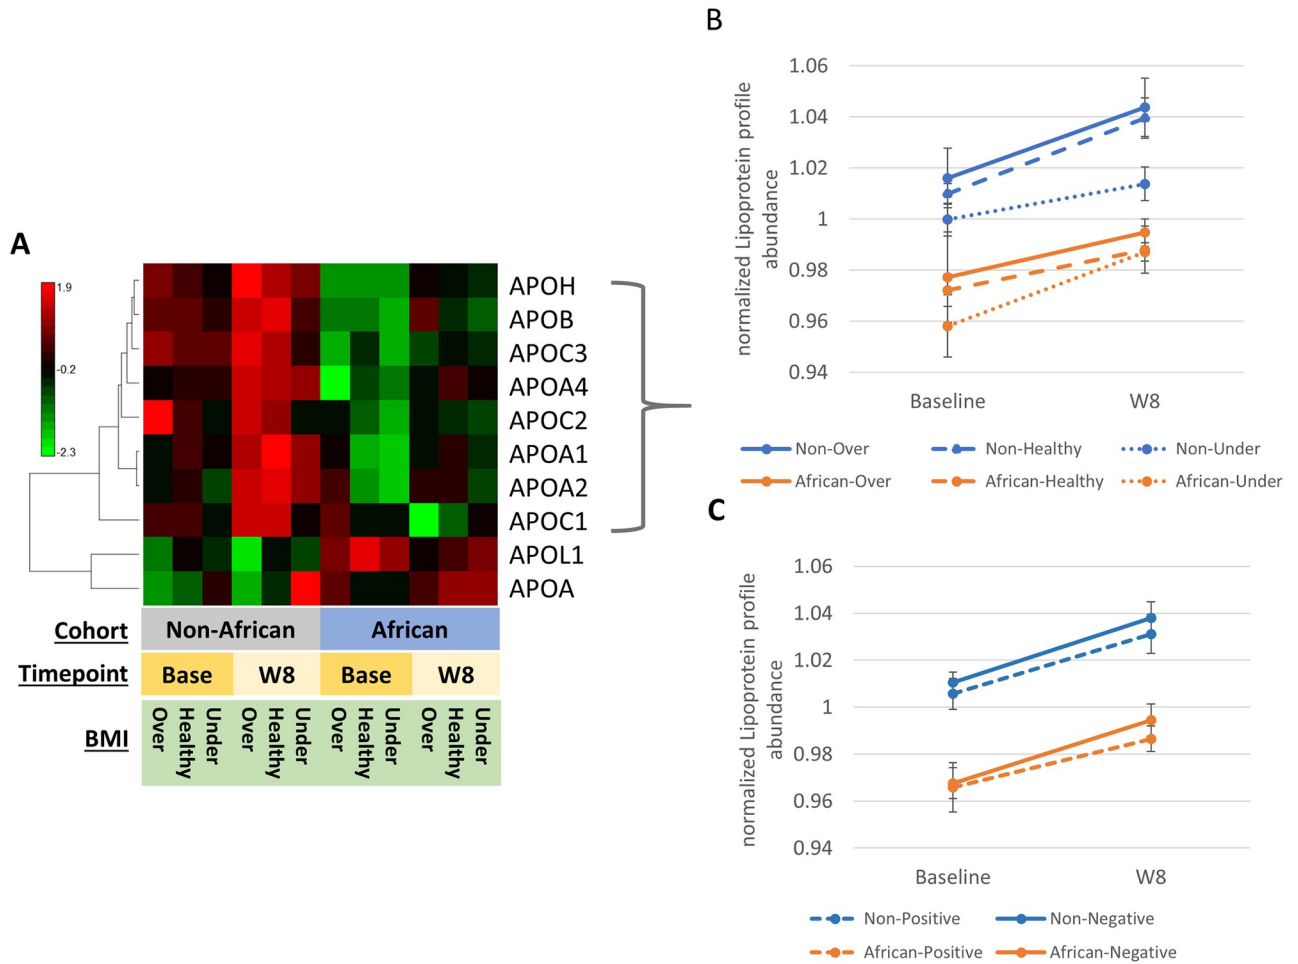 A
1.9
-0.2
-2.3
APOH
APOB
APOC3
APOA4
APOC2
APOA1
APOA2
APOC1
APOL1
APOA
Cohort Non-African African
Timepoint Base W8 Base W8
BMI Over Healthy Under Over Healthy Under Over Healthy Under Over Healthy Under
B
normalized Lipoprotein profile
abundance
1.06
1.04
1.02
1
0.98
0.96
0.94
Baseline W8
Non-Over Non-Healthy Non-Under
African-Over African-Healthy African-Under
C
normalized Lipoprotein profile
abundance
1.06
1.04
1.02
1
0.98
0.96
0.94
Baseline W8
Non-Positive Non-Negative
African-Positive African-Negative